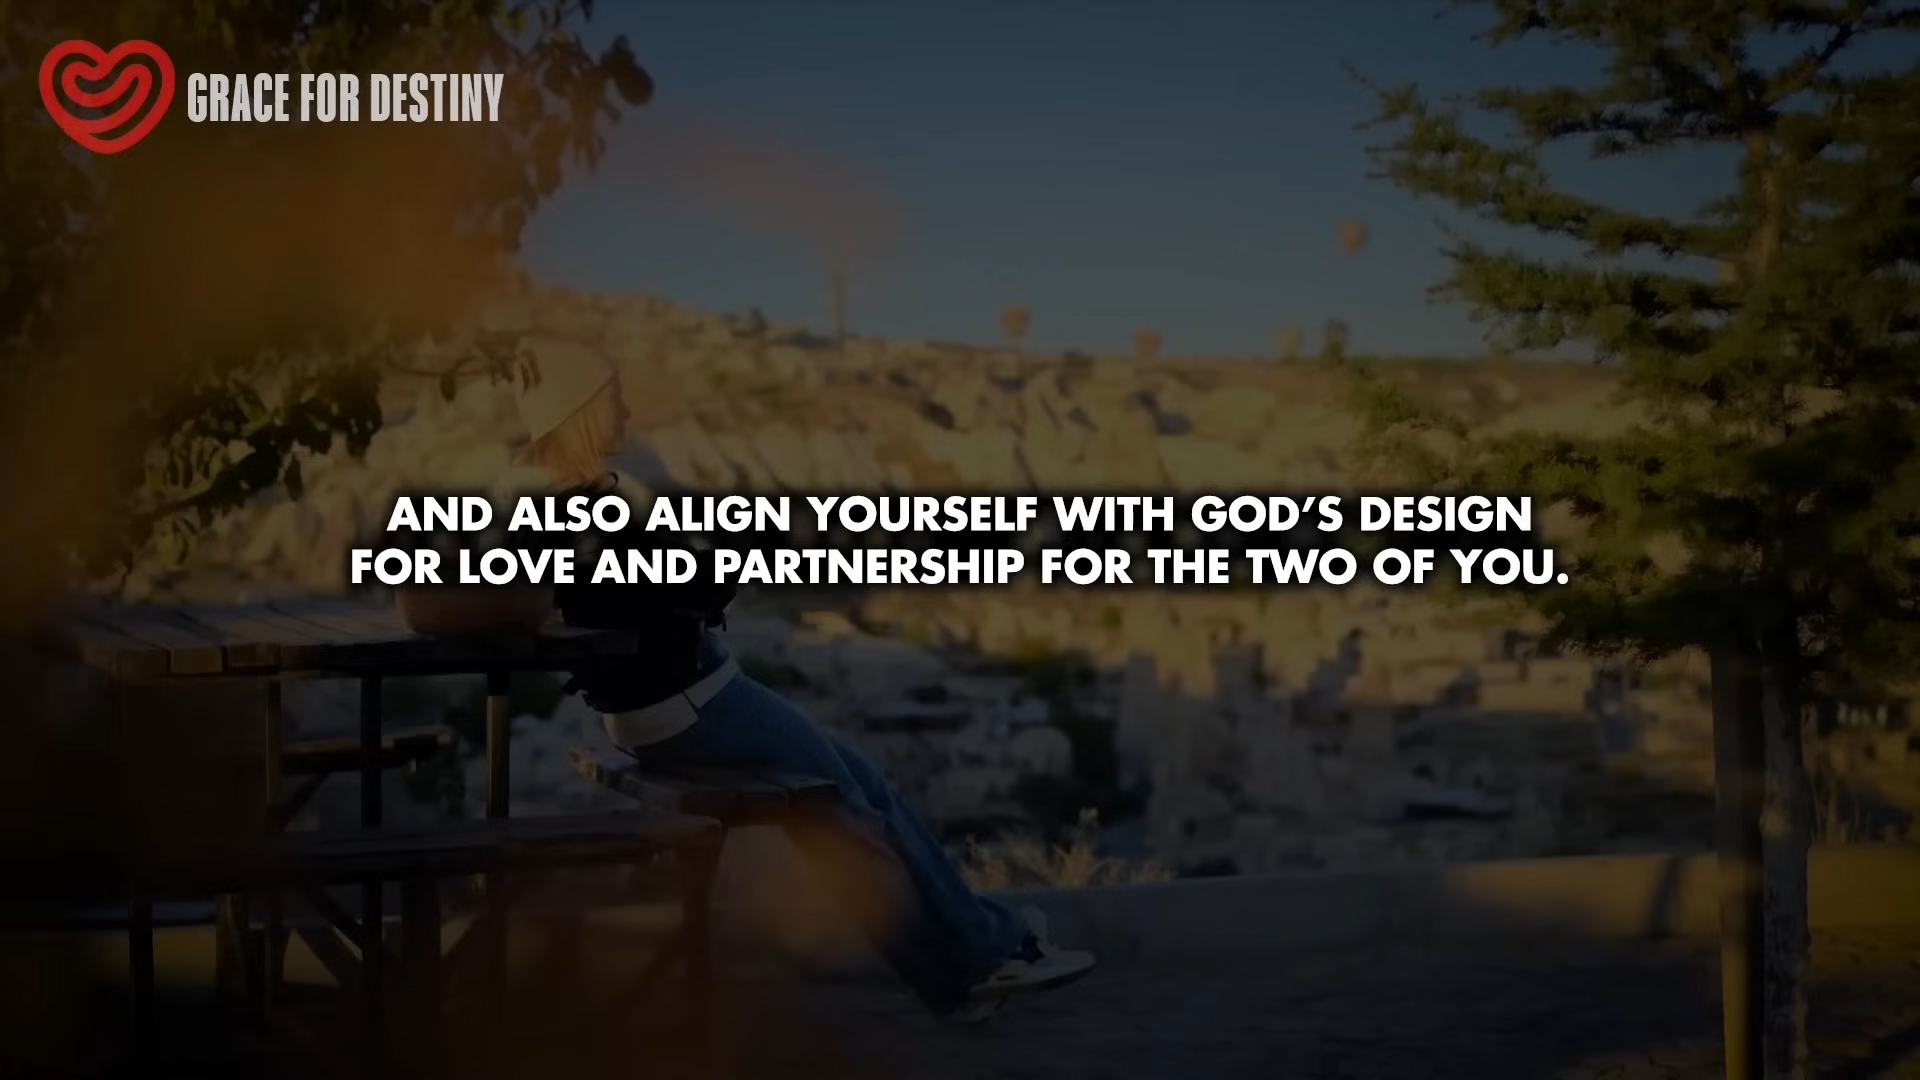 GRACE FOR DESTINY
AND ALSO ALIGN YOURSELF WITH GOD'S DESIGN
FOR LOVE AND PARTNERSHIP FOR THE TWO OF YOU.